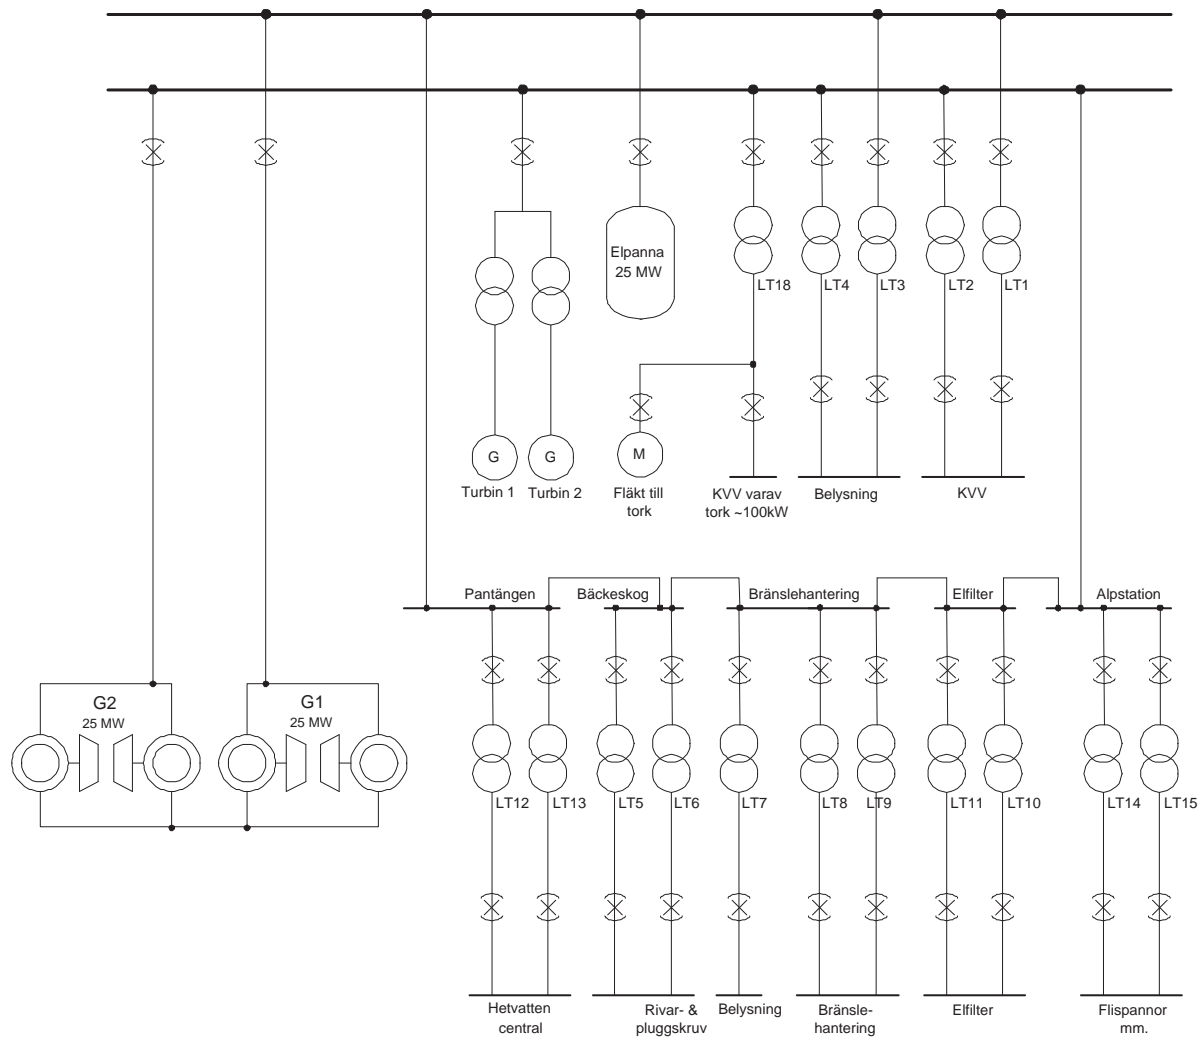 Elpanna
25 MW
LT18
LT4
LT3
LT2
LT1
G
G
M
Turbin 1
Turbin 2
Fläkt till
tork
KVV varav
tork ~100kW
Belysning
KVV
Pantängen
Bäckeskog
Bränslehantering
Elfilter
Alpstation
G2
25 MW
G1
25 MW
LT12
LT13
LT5
LT6
LT7
LT8
LT9
LT11
LT10
LT14
LT15
Hetvatten
central
Rivar- &
pluggskruv
Belysning
Bränsle-
hantering
Elfilter
Flispannor
mm.